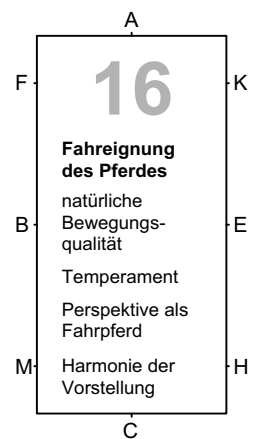 A
F
K
16
Fahreignung
des Pferdes
natürliche
Bewegungs-
qualität
B
E
Temperament
Perspektive als
Fahrpferd
M
H
Harmonie der
Vorstellung
C